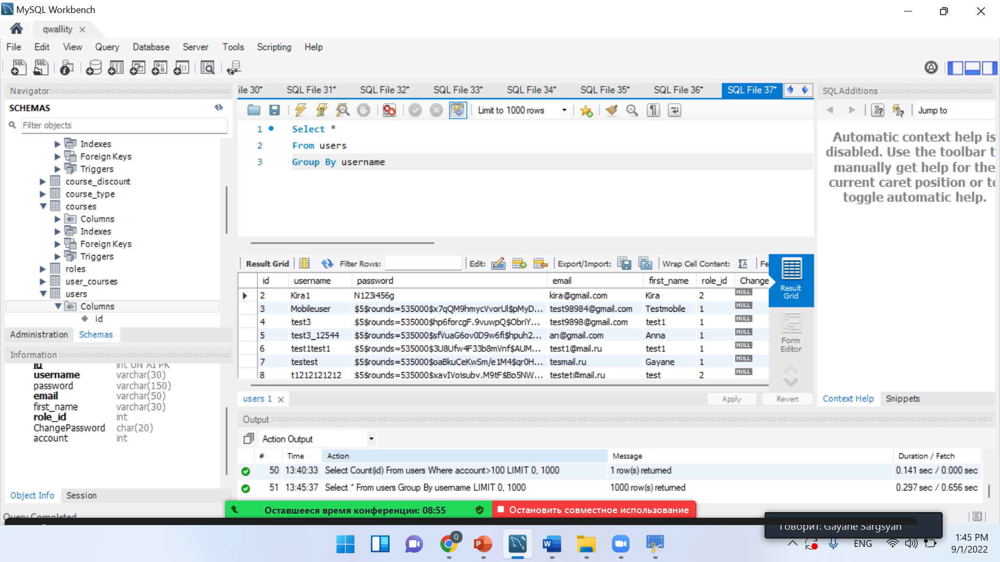 MySQL Workbench
qwallity
File Edit View Query Database Server Tools Scripting Help
Navigator
SCHEMAS
Filter objects
Indexes
Foreign Keys
Triggers
course_discount
course_type
courses
Columns
Indexes
Foreign Keys
Triggers
roles
user_courses
users
Columns
id
Administration Schemas
Information
id int UN AI PK
username varchar(30)
password varchar(150)
email varchar(50)
first_name varchar(30)
role_id int
ChangePassword char(20)
account int
Object Info Session
Query Completed
ile 30* SQL File 31* SQL File 32* SQL File 33* SQL File 34* SQL File 35* SQL File 36* SQL File 37*
Limit to 1000 rows
1 Select *
2 From users
3 Group By username
Result Grid Filter Rows: Edit: Export/Import: Wrap Cell Content: Fe
id username password email first_name role_id Change
2 Kira1 N123i456g kira@gmail.com Kira 2 NULL
3 Mobileuser $5$rounds=535000$x7qQM9hmycVvorUl$pMyD... test98984@gmail.com Testmobile 1 NULL
4 test3 $5$rounds=535000$hp6forcgF.9vuwpQ$ObriY... test9898@gmail.com test1 1 NULL
5 test3_12544 $5$rounds=535000$sfVuaG6ov0D9w6fi$hpuh2... an@gmail.com Anna 1 NULL
6 test1test1 $5$rounds=535000$3U8Ufw4F33b8mVnf$AUM... test1@mail.ru test1 1 NULL
7 testest $5$rounds=535000$oaBkuCeKwSm/e1M4$qr0H... tesmail.ru Gayane 1 NULL
8 t1212121212 $5$rounds=535000$xavIVojsubv.M9tF$Bp5NW... testet@mail.ru test 2 NULL
Result
Grid
Form
Editor
users 1 Apply Revert
SQLAdditions
Jump to
Automatic context help is
disabled. Use the toolbar t
manually get help for the
current caret position or to
toggle automatic help.
Context Help Snippets
Output
Action Output
# Time Action Message Duration / Fetch
50 13:40:33 Select Count(id) From users Where account>100 LIMIT 0, 1000 1 row(s) returned 0.141 sec / 0.000 sec
51 13:45:37 Select * From users Group By username LIMIT 0, 1000 1000 row(s) returned 0.297 sec / 0.656 sec
Оставшееся время конференции: 08:55 Остановить совместное использование
Говорит: Gayane Sargsyan
ENG
1:45 PM
9/1/2022